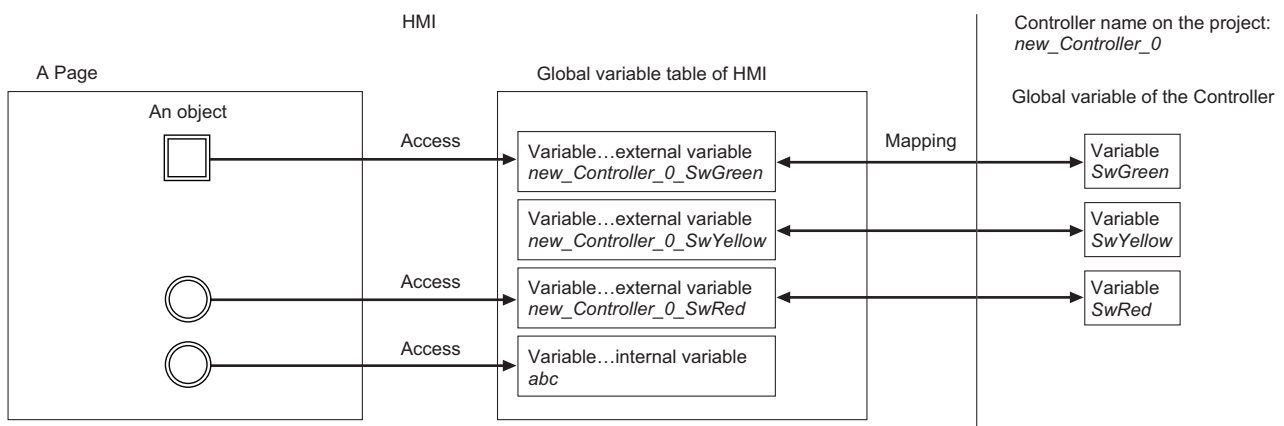 HMI
Controller name on the project:
new_Controller_0
A Page
Global variable table of HMI
Global variable of the Controller
An object
Access
Variable…external variable
new_Controller_0_SwGreen
Mapping
Variable
SwGreen
Variable…external variable
new_Controller_0_SwYellow
Variable
SwYellow
Access
Variable…external variable
new_Controller_0_SwRed
Variable
SwRed
Access
Variable…internal variable
abc